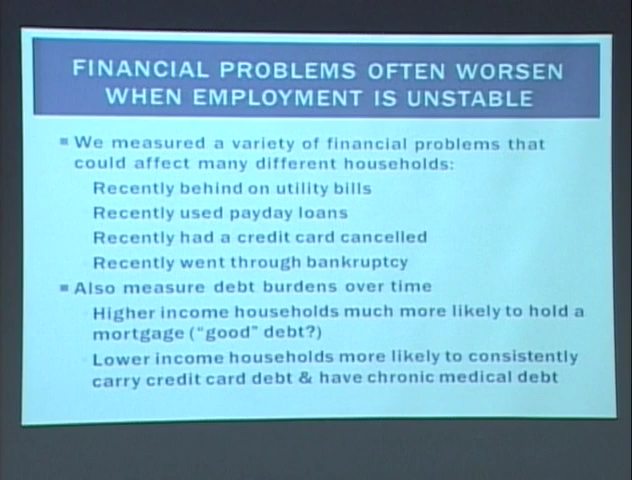 FINANCIAL PROBLEMS OFTEN WORSEN
WHEN EMPLOYMENT IS UNSTABLE
We measured a variety of financial problems that
could affect many different households:
Recently behind on utility bills
Recently used payday loans
Recently had a credit card cancelled
Recently went through bankruptcy
Also measure debt burdens over time
Higher income households much more likely to hold a
mortgage (“good” debt?)
Lower income households more likely to consistently
carry credit card debt & have chronic medical debt